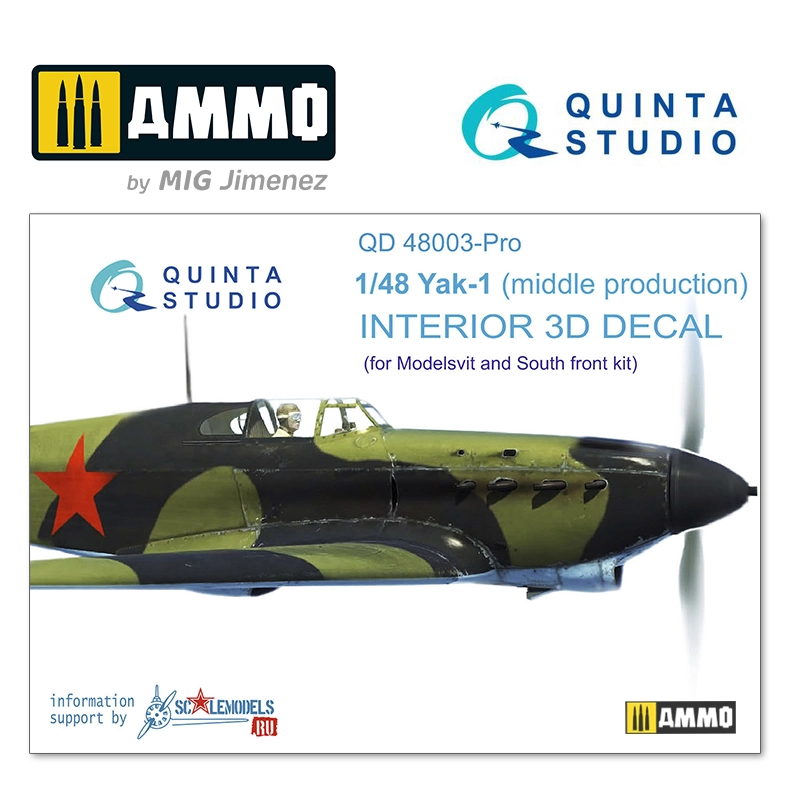 AMMO
by MIG Jimenez
QUINTA
STUDIO
QD 48003-Pro
QUINTA
STUDIO
1/48 Yak-1 (middle production)
INTERIOR 3D DECAL
(for Modelsvit and South front kit)
information
support by
SCALEMODELS
RU
AMMO